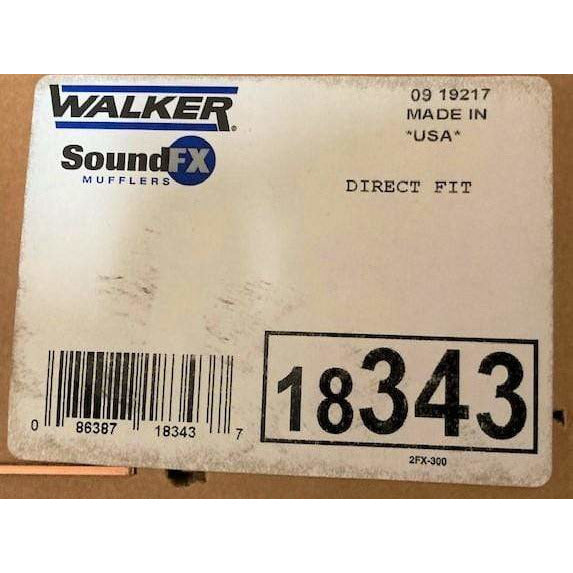 WALKER®
SoundFX
MUFFLERS
09 19217
MADE IN
*USA*
DIRECT FIT
0 86387 18343 7
18343
2FX-300